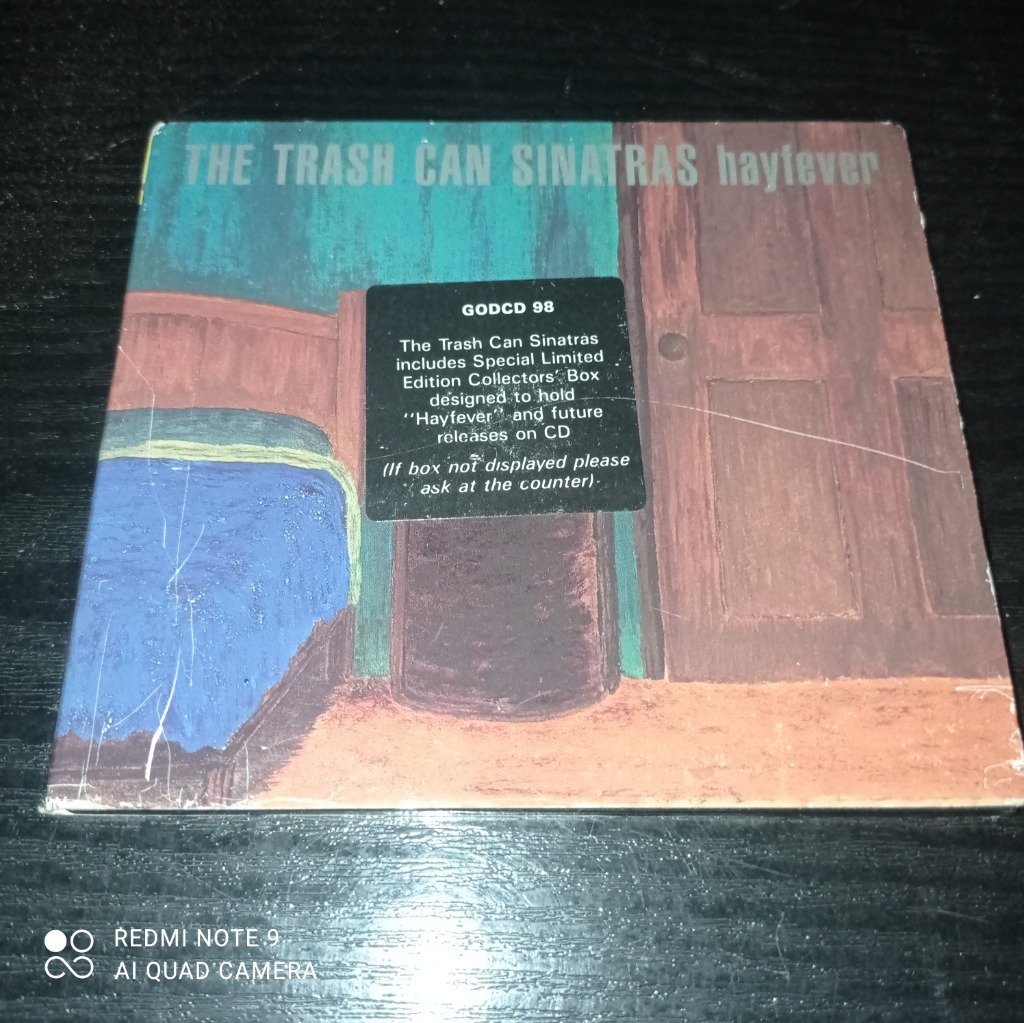 THE TRASH CAN SINATRAS hayfever
GODCD 98
The Trash Can Sinatras
includes Special Limited
Edition Collectors' Box
designed to hold
"Hayfever" and future
releases on CD
(If box not displayed please
ask at the counter)
REDMI NOTE 9
AI QUAD CAMERA